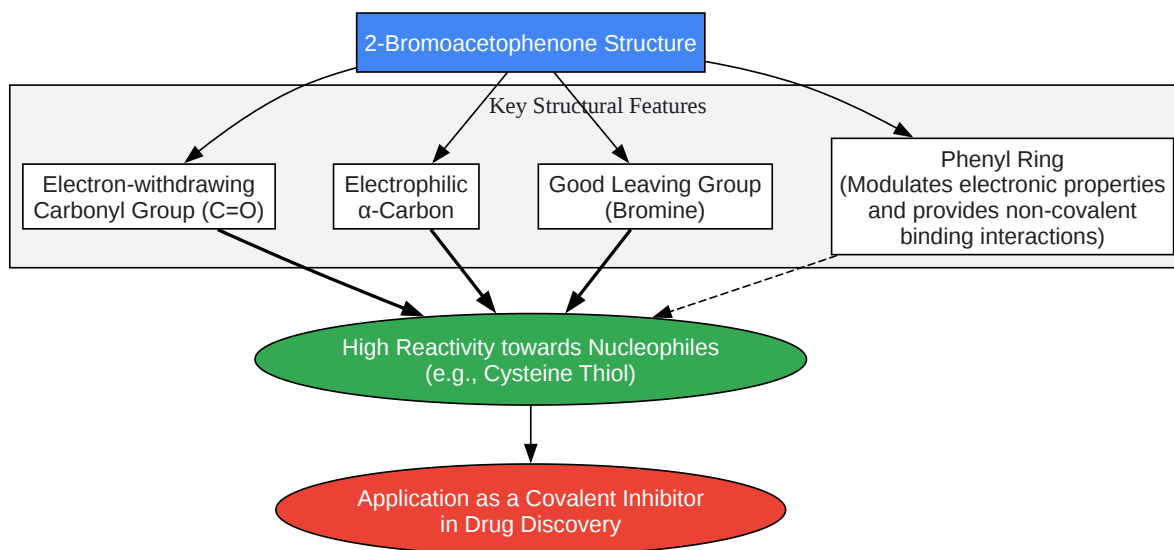 2-Bromoacetophenone Structure
Key Structural Features
Electron-withdrawing
Carbonyl Group (C=O)
Electrophilic
α-Carbon
Good Leaving Group
(Bromine)
Phenyl Ring
(Modulates electronic properties
and provides non-covalent
binding interactions)
High Reactivity towards Nucleophiles
(e.g., Cysteine Thiol)
Application as a Covalent Inhibitor
in Drug Discovery